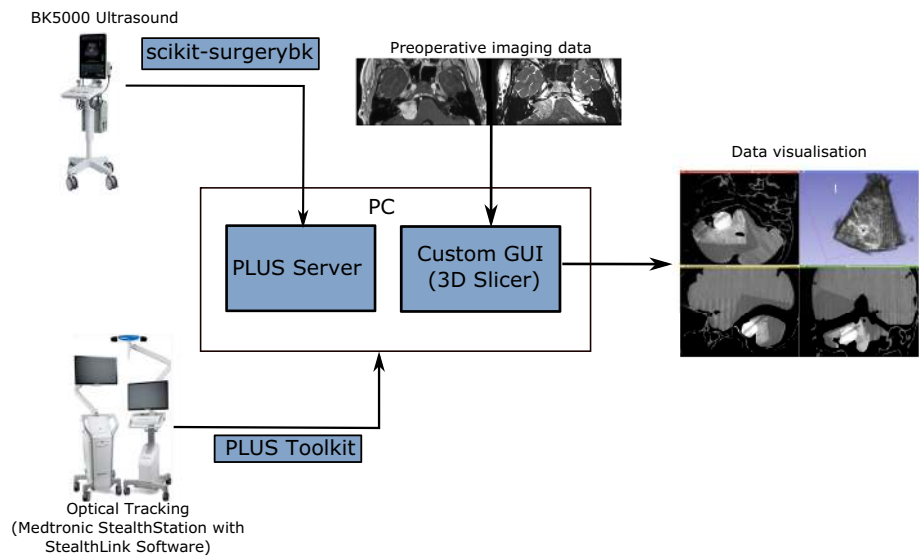 BK5000 Ultrasound
scikit-surgerybk
Preoperative imaging data
Data visualisation
PC
PLUS Server
Custom GUI
(3D Slicer)
PLUS Toolkit
Optical Tracking
(Medtronic StealthStation with
StealthLink Software)